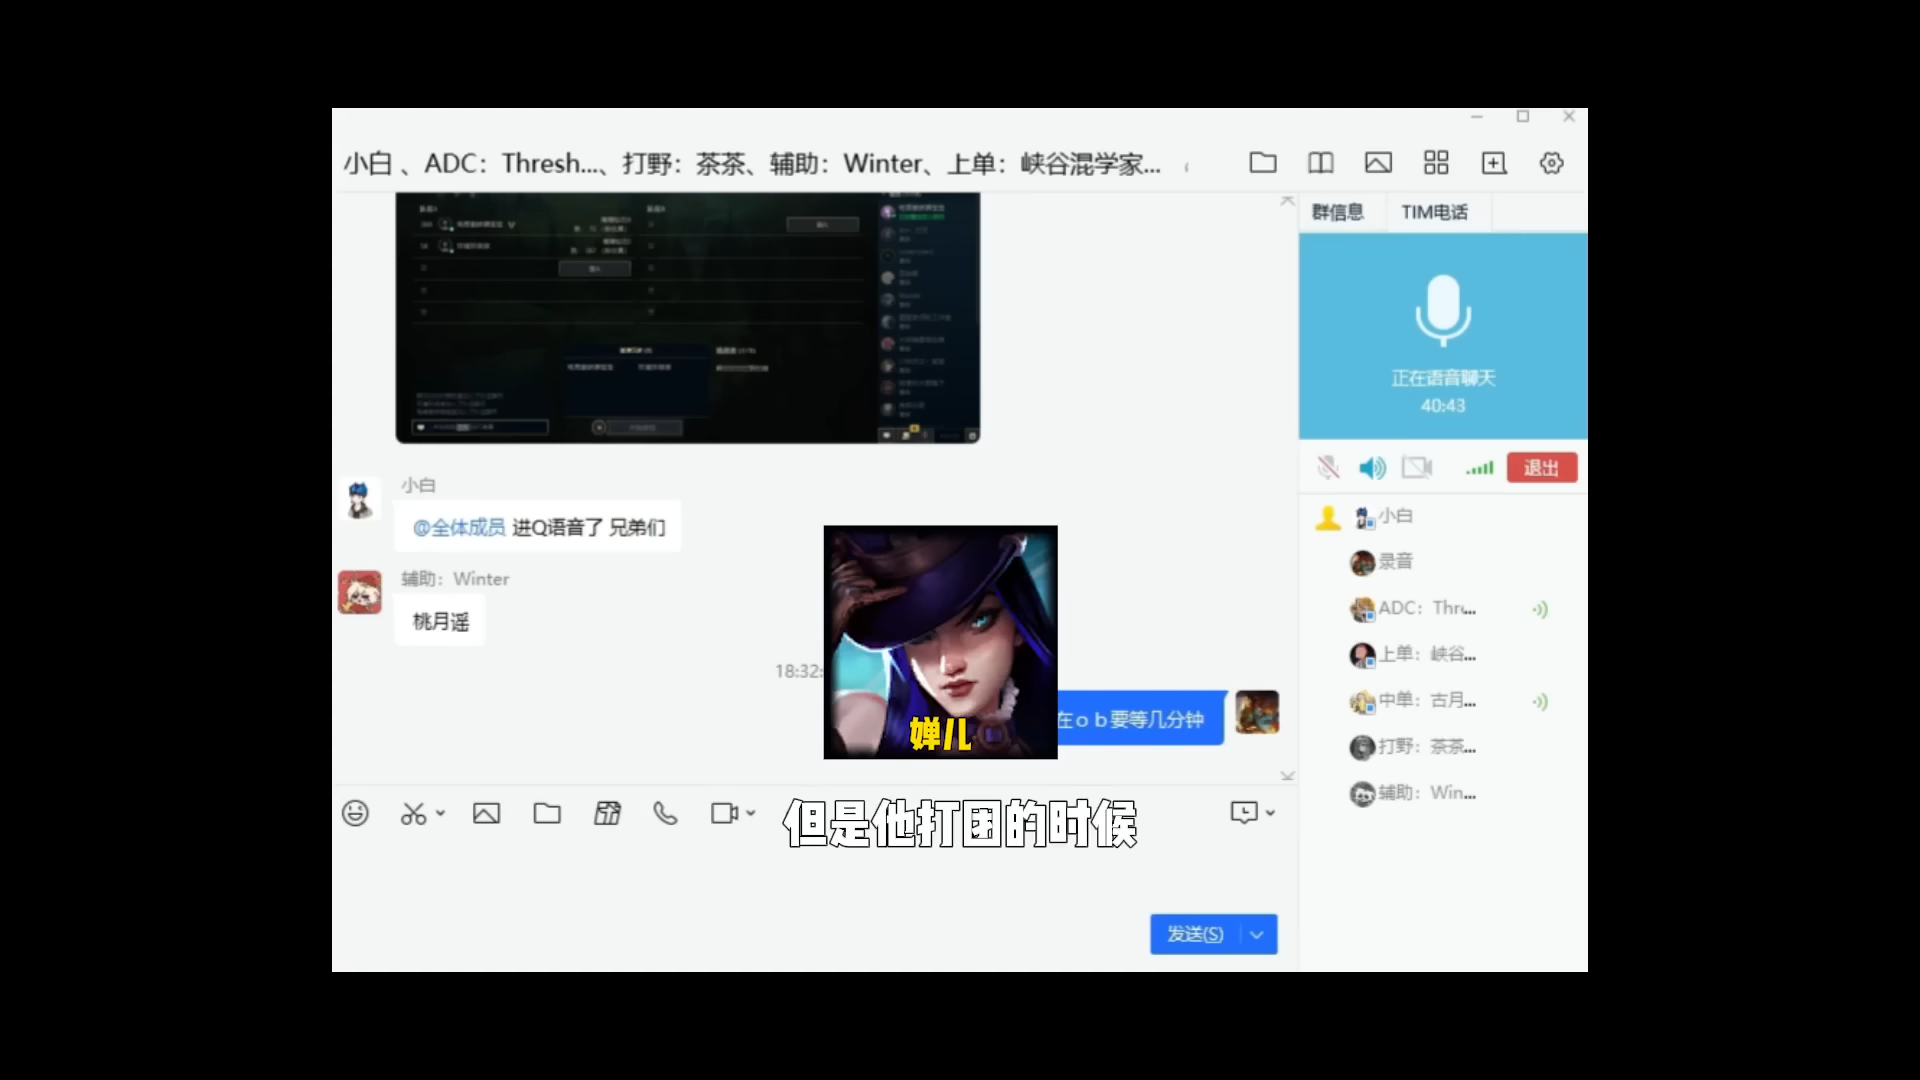 小白 、ADC：Thresh...、打野：茶茶、辅助：Winter、上单：峡谷混学家...
群信息
TIM电话
正在语音聊天
40:43
退出
小白
@全体成员 进Q语音了 兄弟们
辅助：Winter
桃月谣
18:32:
在ｏｂ要等几分钟
婵儿
小白
录音
ADC：Thr...
上单：峡谷...
中单：古月...
打野：茶茶...
辅助：Win...
但是他打团的时候
发送(S)